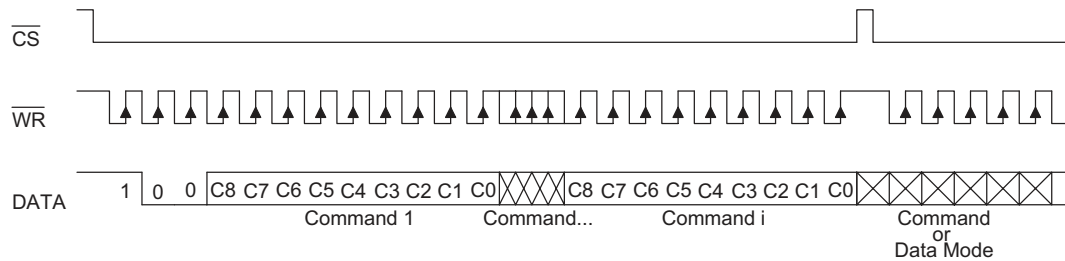 CS
WR
DATA 1 0 0 C8 C7 C6 C5 C4 C3 C2 C1 C0 C8 C7 C6 C5 C4 C3 C2 C1 C0
Command 1 Command... Command i Command
or
Data Mode